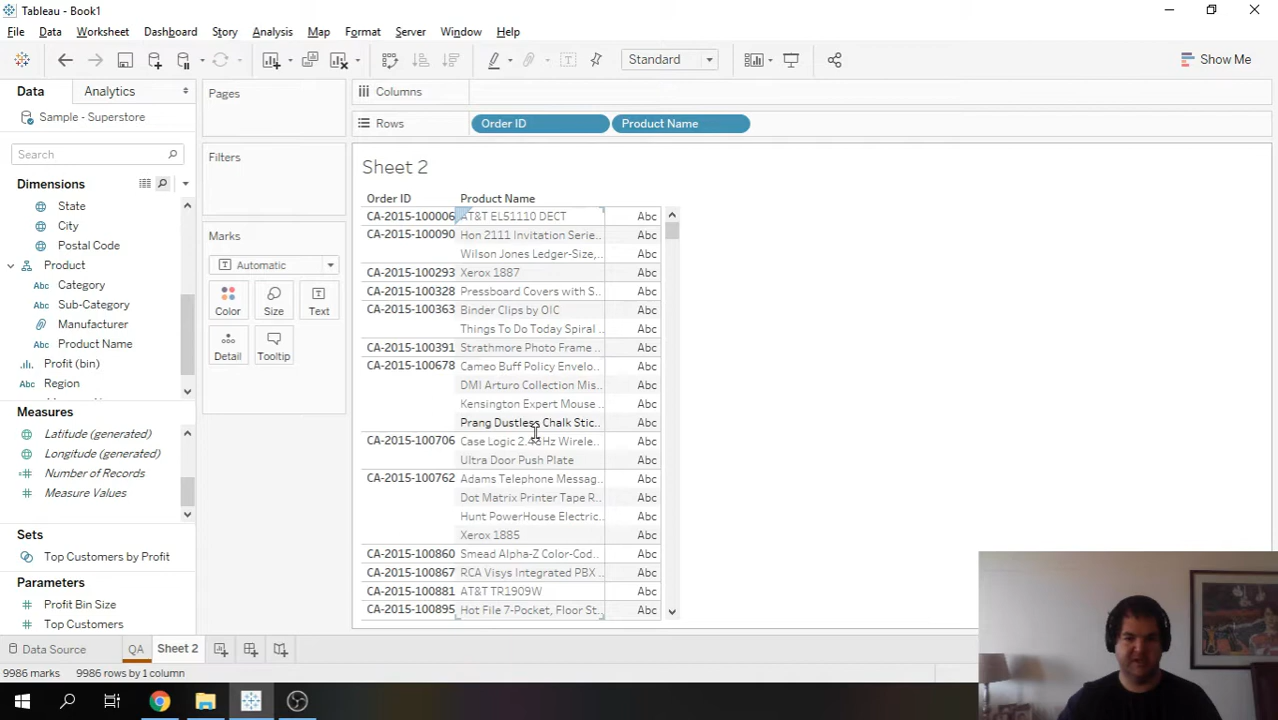 Tableau - Book1
File Data Worksheet Dashboard Story Analysis Map Format Server Window Help
Standard
Show Me
Data Analytics
Pages
Columns
Sample - Superstore
Rows Order ID Product Name
Search
Filters
Sheet 2
Dimensions
State
City
Postal Code
Product
Abc Category
Abc Sub-Category
Manufacturer
Abc Product Name
Profit (bin)
Abc Region
Measures
Latitude (generated)
Longitude (generated)
Number of Records
Measure Values
Sets
Top Customers by Profit
Parameters
Profit Bin Size
Top Customers
Marks
Automatic
Color Size Text
Detail Tooltip
Order ID Product Name
CA-2015-100006 AT&T EL51110 DECT Abc
CA-2015-100090 Hon 2111 Invitation Serie.. Abc
Wilson Jones Ledger-Size,.. Abc
CA-2015-100293 Xerox 1887 Abc
CA-2015-100328 Pressboard Covers with S.. Abc
CA-2015-100363 Binder Clips by OIC Abc
Things To Do Today Spiral .. Abc
CA-2015-100391 Strathmore Photo Frame .. Abc
CA-2015-100678 Cameo Buff Policy Envelo.. Abc
DMI Arturo Collection Mis.. Abc
Kensington Expert Mouse .. Abc
Prang Dustless Chalk Stic.. Abc
CA-2015-100706 Case Logic 2.4GHz Wirele.. Abc
Ultra Door Push Plate Abc
CA-2015-100762 Adams Telephone Messag.. Abc
Dot Matrix Printer Tape R.. Abc
Hunt PowerHouse Electric.. Abc
Xerox 1885 Abc
CA-2015-100860 Smead Alpha-Z Color-Cod.. Abc
CA-2015-100867 RCA Visys Integrated PBX .. Abc
CA-2015-100881 AT&T TR1909W Abc
CA-2015-100895 Hot File 7-Pocket, Floor St.. Abc
Data Source QA Sheet 2
9986 marks 9986 rows by 1 column